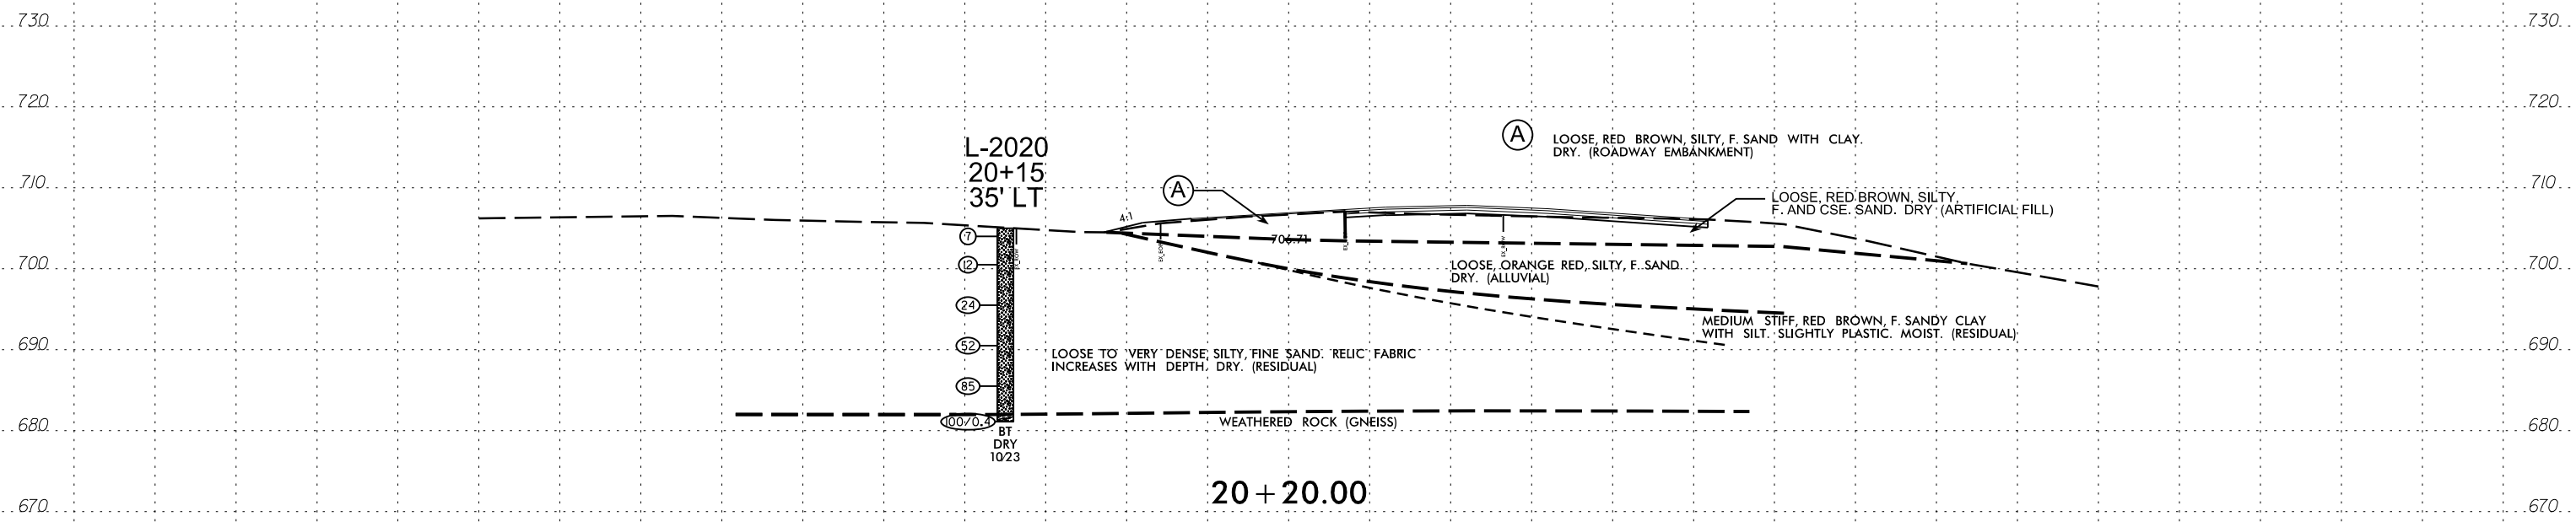 730 730
720 720
L-2020
20+15
35' LT
A LOOSE, RED BROWN, SILTY, F. SAND WITH CLAY.
DRY. (ROADWAY EMBANKMENT)
710 710
A
4:1
LOOSE, RED BROWN, SILTY,
F. AND CSE. SAND. DRY (ARTIFICIAL FILL)
7
706.71
700 700
12
LOOSE, ORANGE RED, SILTY, F. SAND.
DRY. (ALLUVIAL)
24
MEDIUM STIFF, RED BROWN, F. SANDY CLAY
WITH SILT. SLIGHTLY PLASTIC. MOIST. (RESIDUAL)
690 690
52
LOOSE TO VERY DENSE, SILTY, FINE SAND. RELIC FABRIC
INCREASES WITH DEPTH. DRY. (RESIDUAL)
85
680 680
100/0.4
WEATHERED ROCK (GNEISS)
BT
DRY
10/23
20+20.00
670 670